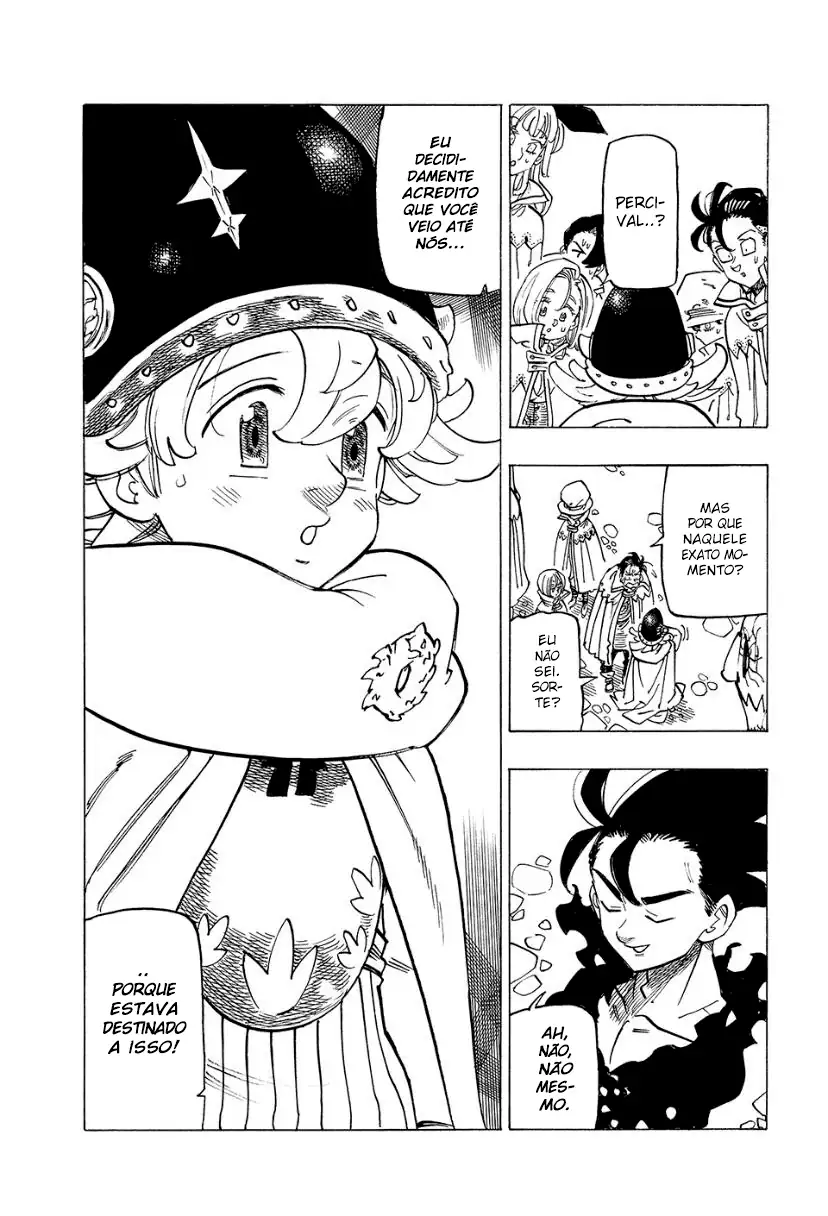 PERCI-
VAL..?
MAS
POR QUE
NAQUELE
EXATO MO-
MENTO?
EU
NÃO
SEI.
SOR-
TE?
AH,
NÃO,
NÃO
MES-
MO.
EU
DECIDI-
DAMENTE
ACREDITO
QUE VOCÊ
VEIO ATÉ
NÓS...
..
PORQUE
ESTAVA
DESTINADO
A ISSO!